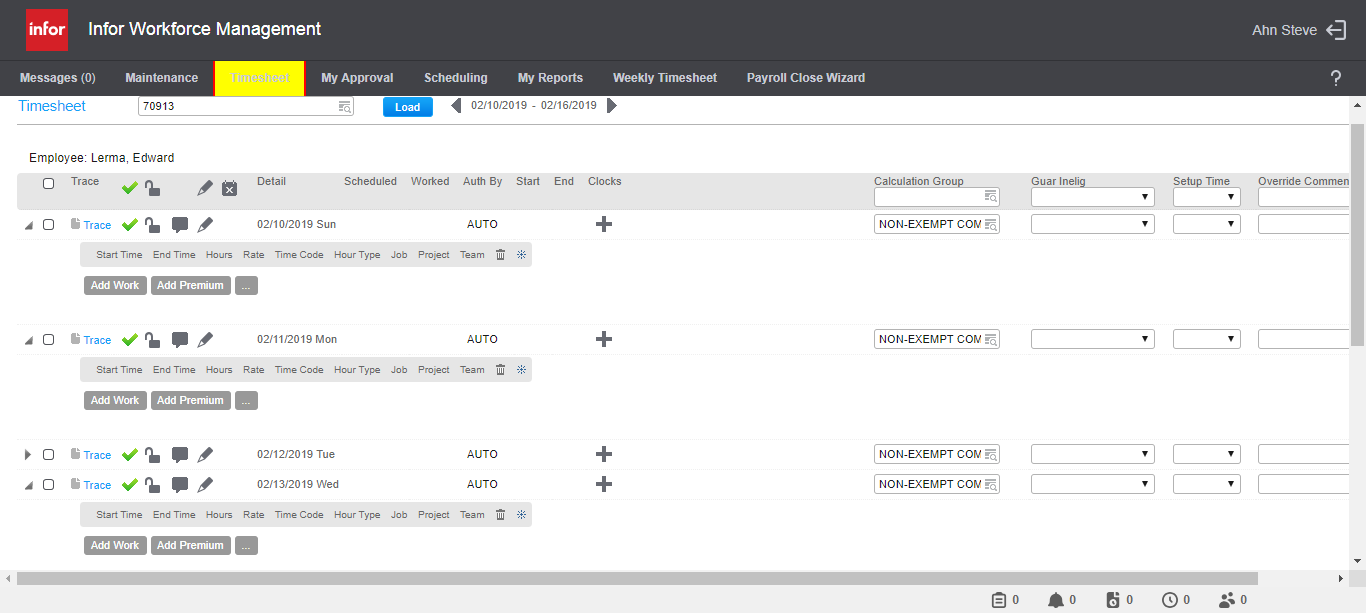 infor Infor Workforce Management Ahn Steve
Messages (0) Maintenance Timesheet My Approval Scheduling My Reports Weekly Timesheet Payroll Close Wizard ?
Timesheet 70913 Load 02/10/2019 - 02/16/2019
Employee: Lerma, Edward
Trace Detail Scheduled Worked Auth By Start End Clocks Calculation Group Guar Inelig Setup Time Override Commen
Trace 02/10/2019 Sun AUTO NON-EXEMPT COM
Start Time End Time Hours Rate Time Code Hour Type Job Project Team
Add Work Add Premium ...
Trace 02/11/2019 Mon AUTO NON-EXEMPT COM
Start Time End Time Hours Rate Time Code Hour Type Job Project Team
Add Work Add Premium ...
Trace 02/12/2019 Tue AUTO NON-EXEMPT COM
Trace 02/13/2019 Wed AUTO NON-EXEMPT COM
Start Time End Time Hours Rate Time Code Hour Type Job Project Team
Add Work Add Premium ...
0 0 0 0 0